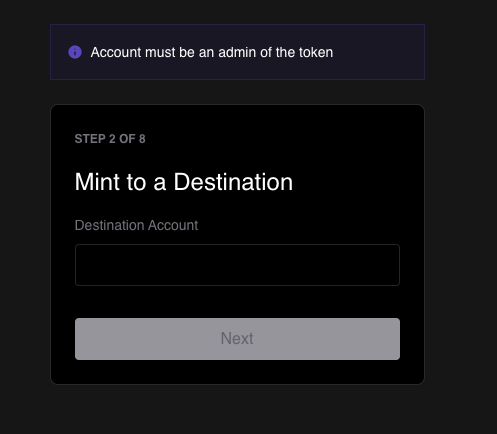 Account must be an admin of the token
STEP 2 OF 8
Mint to a Destination
Destination Account
Next